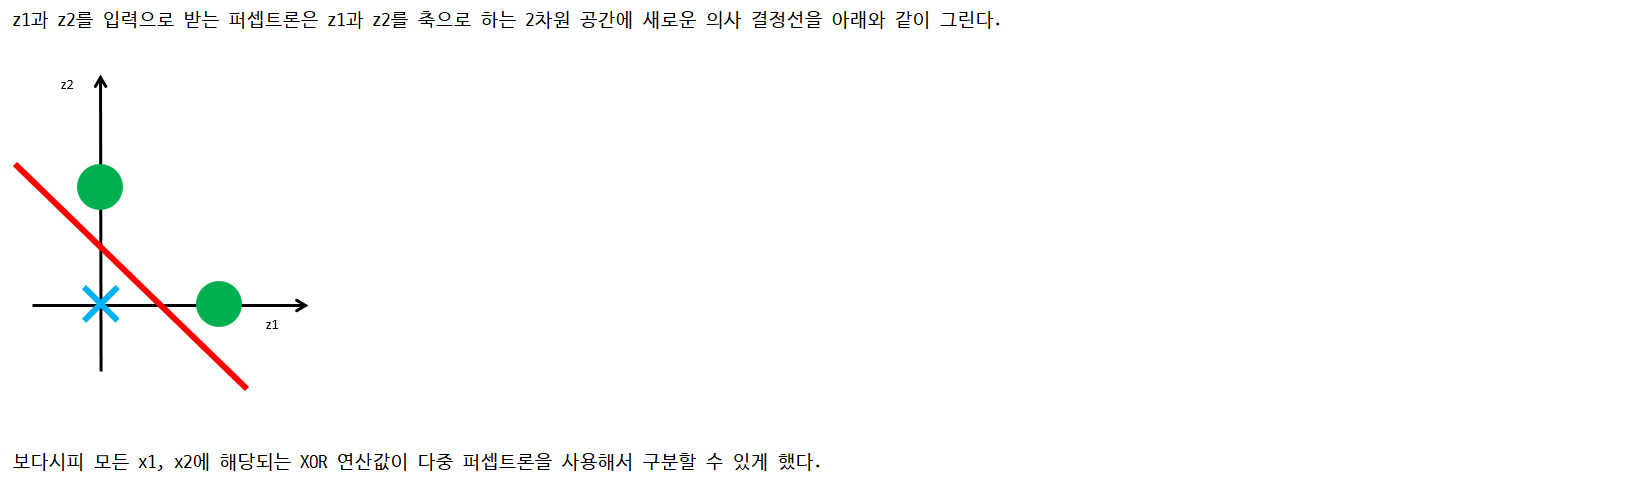 z1과 z2를 입력으로 받는 퍼셉트론은 z1과 z2를 축으로 하는 2차원 공간에 새로운 의사 결정선을 아래와 같이 그린다.
z2
z1
보다시피 모든 x1, x2에 해당되는 XOR 연산값이 다중 퍼셉트론을 사용해서 구분할 수 있게 했다.